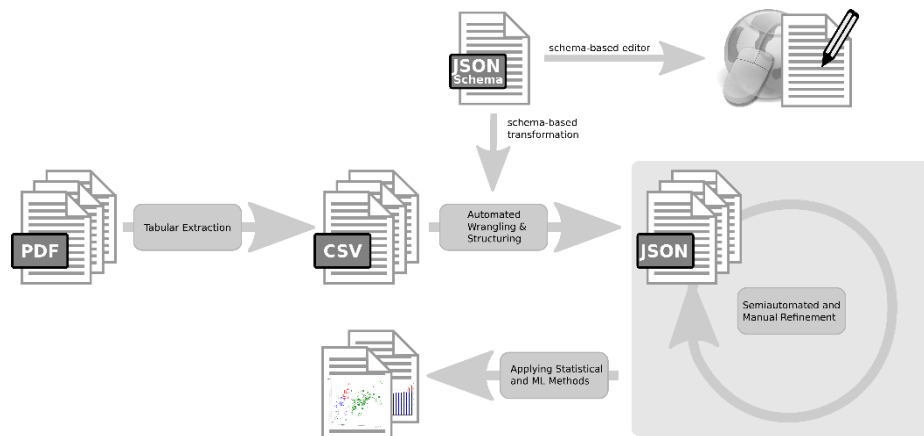 JSON
Schema
schema-based editor
schema-based
transformation
PDF
Tabular Extraction
CSV
Automated
Wrangling &
Structuring
JSON
Semiautomated and
Manual Refinement
Applying Statistical
and ML Methods